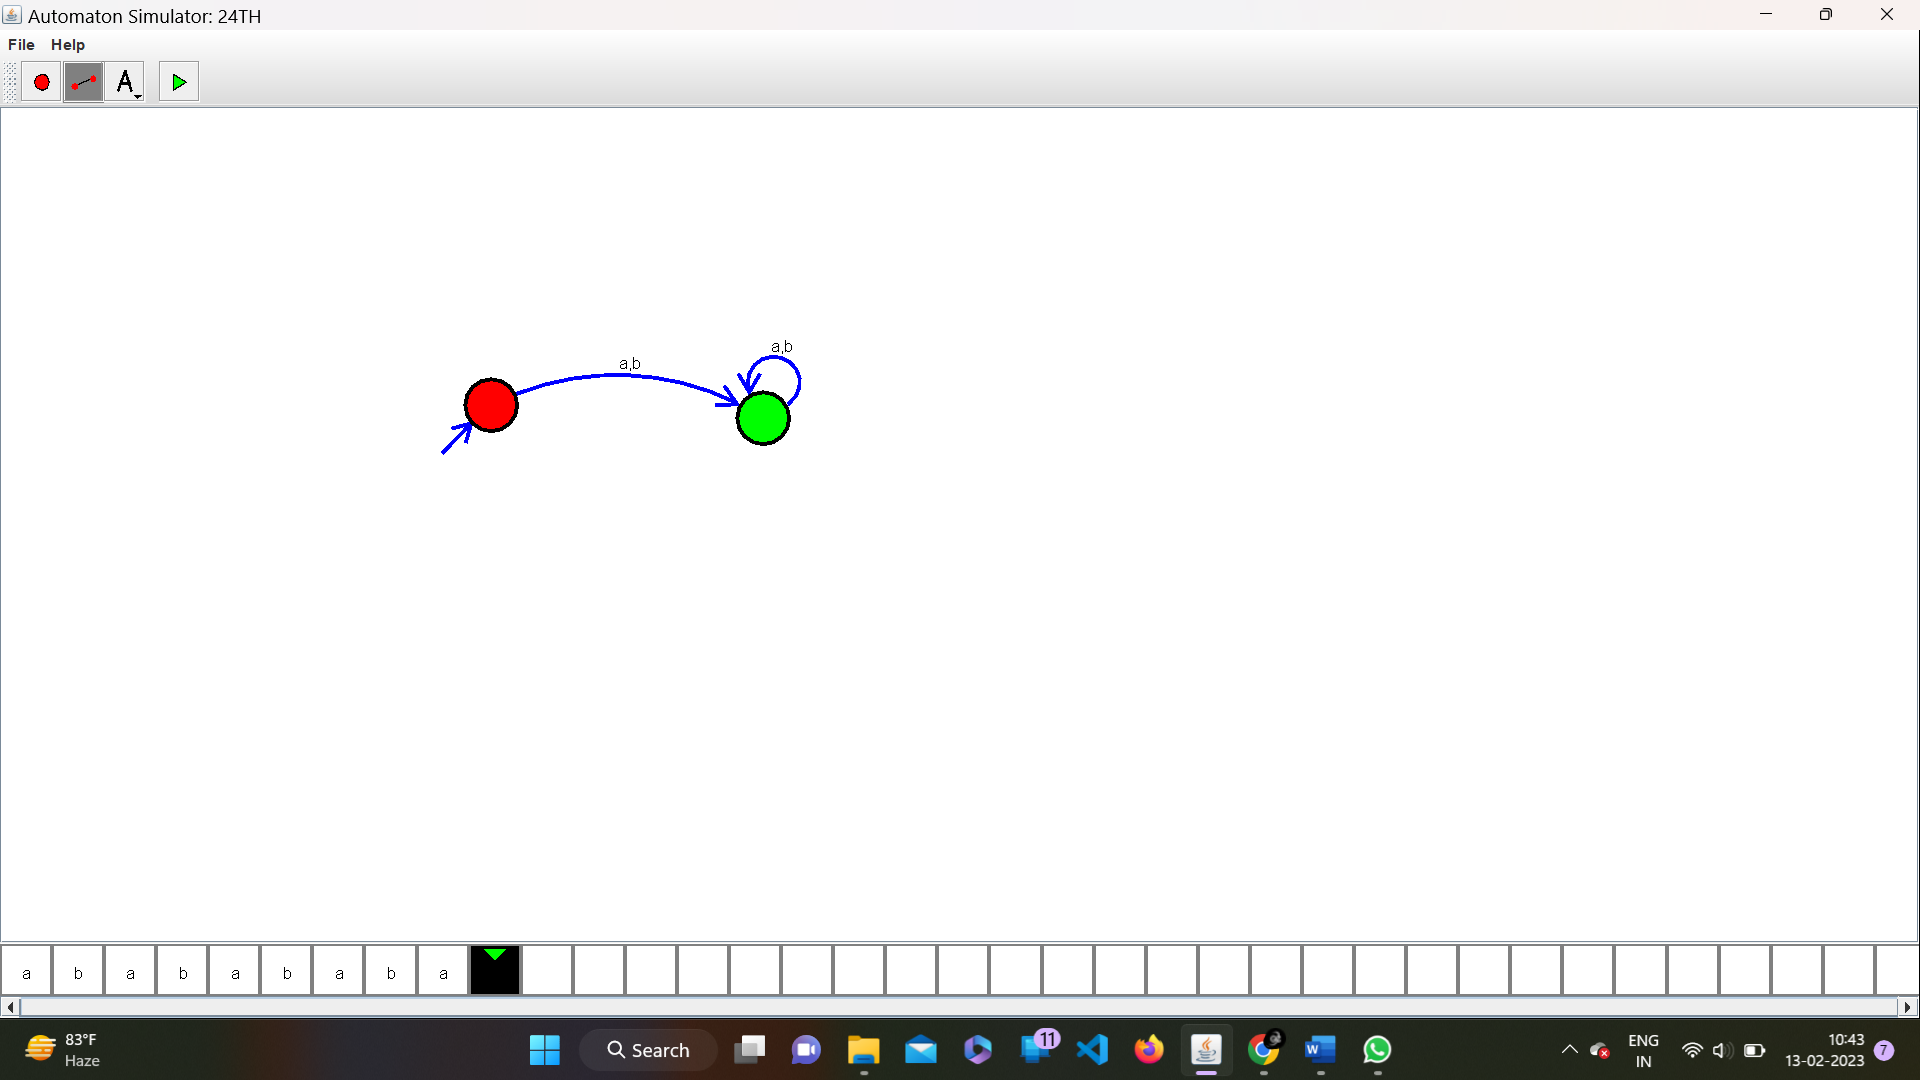 Automaton Simulator: 24TH
File Help
A
a,b
a,b
a b a b a b a b a
83°F
Haze
Search
11
W
ENG
IN
10:43
13-02-2023
7